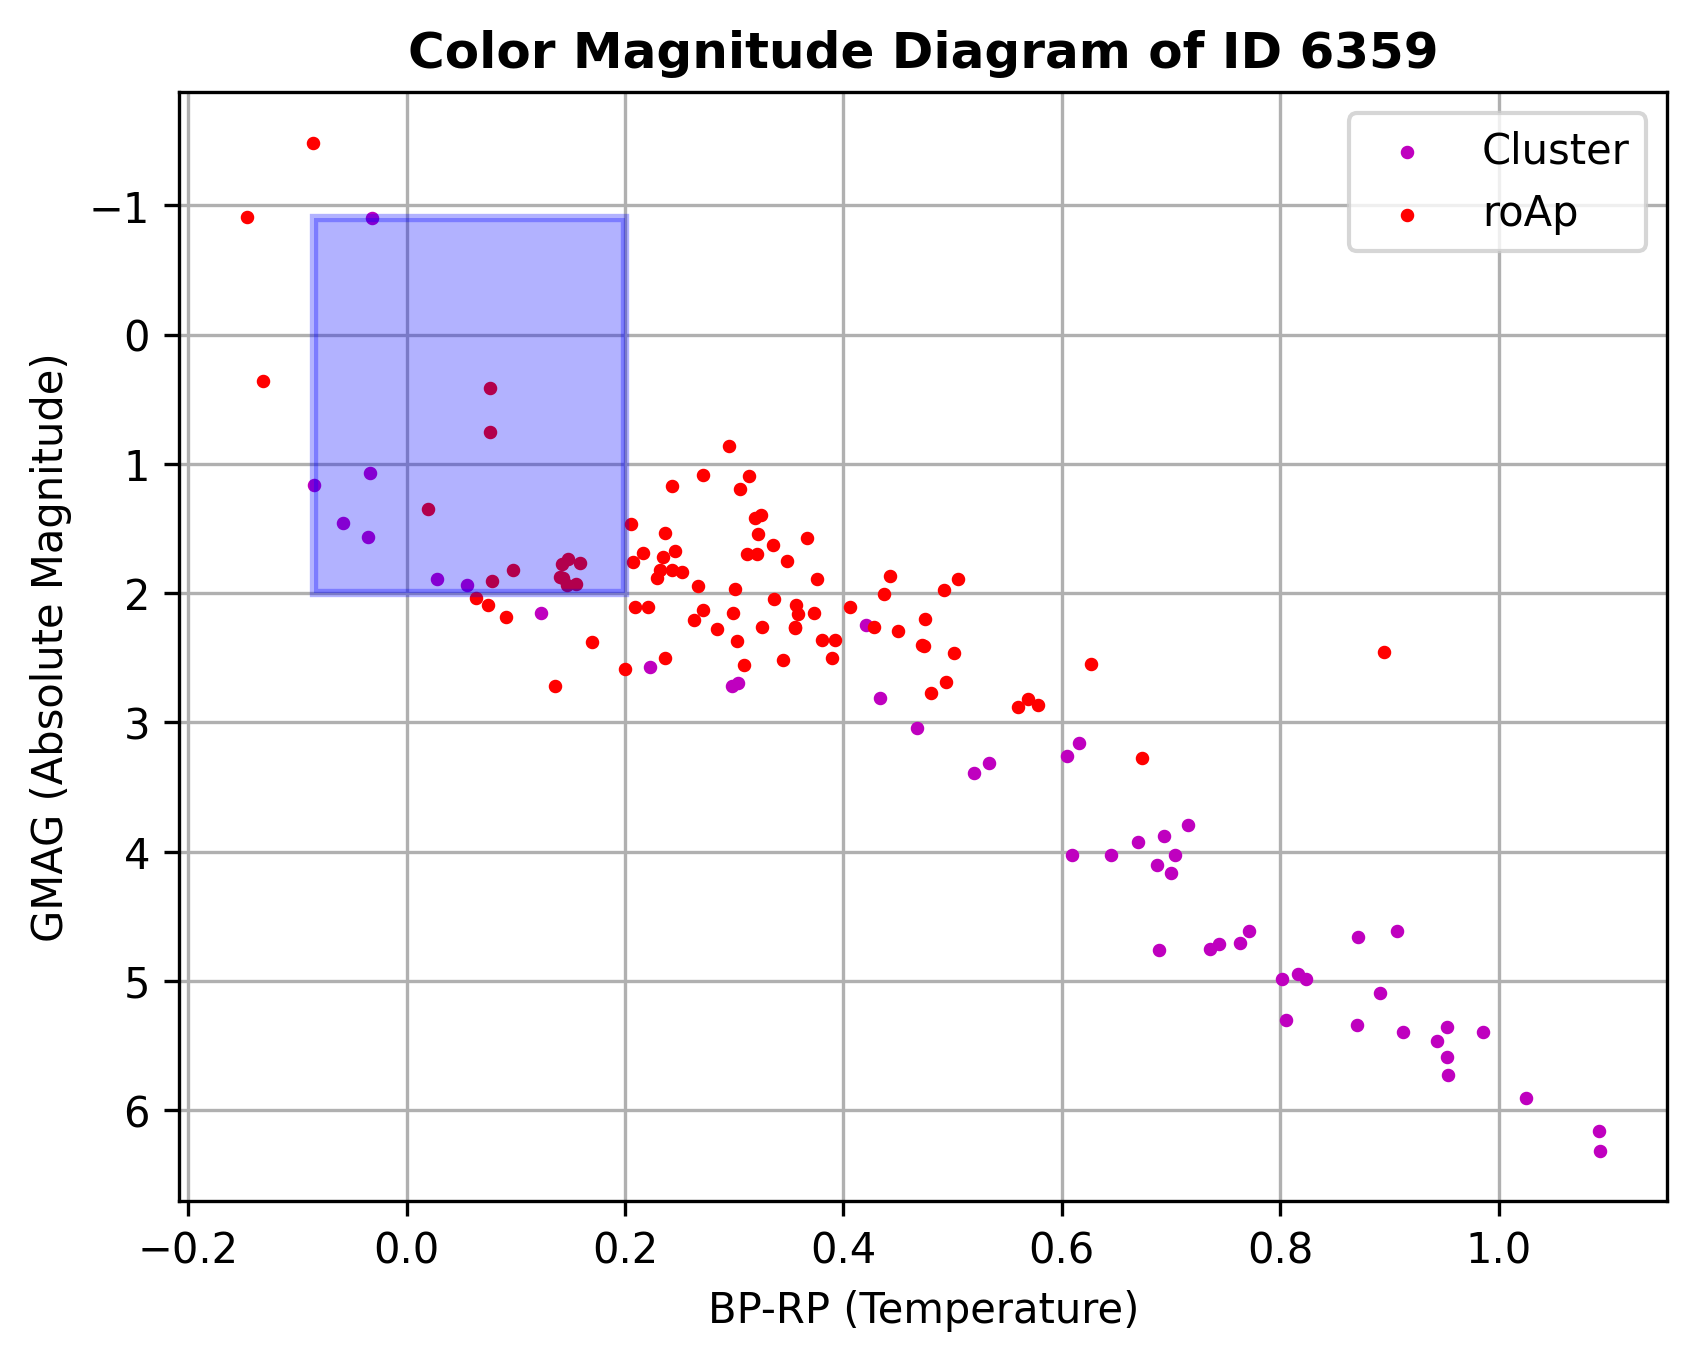 Color Magnitude Diagram of ID 6359
Cluster
roAp
GMAG (Absolute Magnitude)
−1
0
1
2
3
4
5
6
−0.2 0.0 0.2 0.4 0.6 0.8 1.0
BP-RP (Temperature)